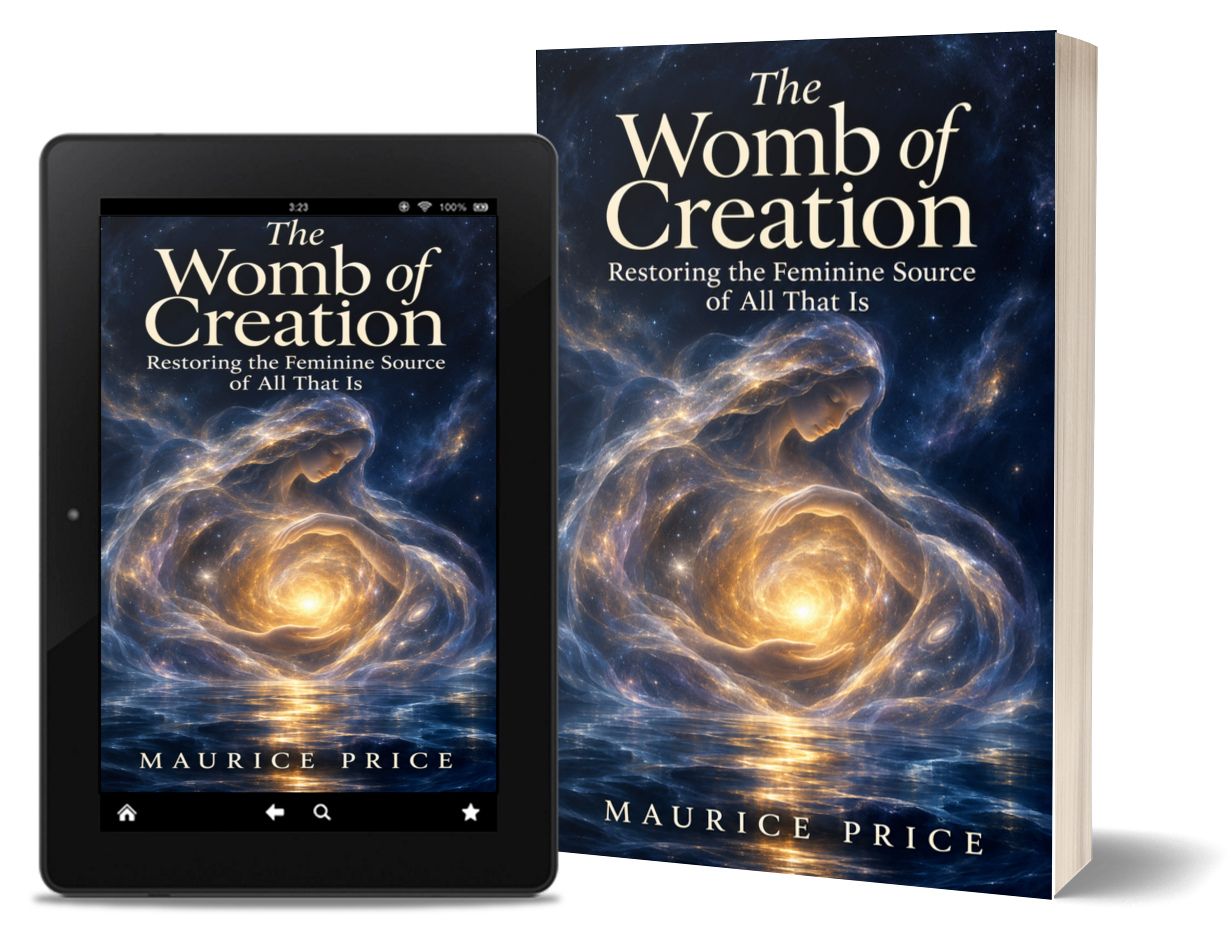 3:23
100%
The
Womb of
Creation
Restoring the Feminine Source
of All That Is
MAURICE PRICE
The
Womb of
Creation
Restoring the Feminine Source
of All That Is
MAURICE PRICE